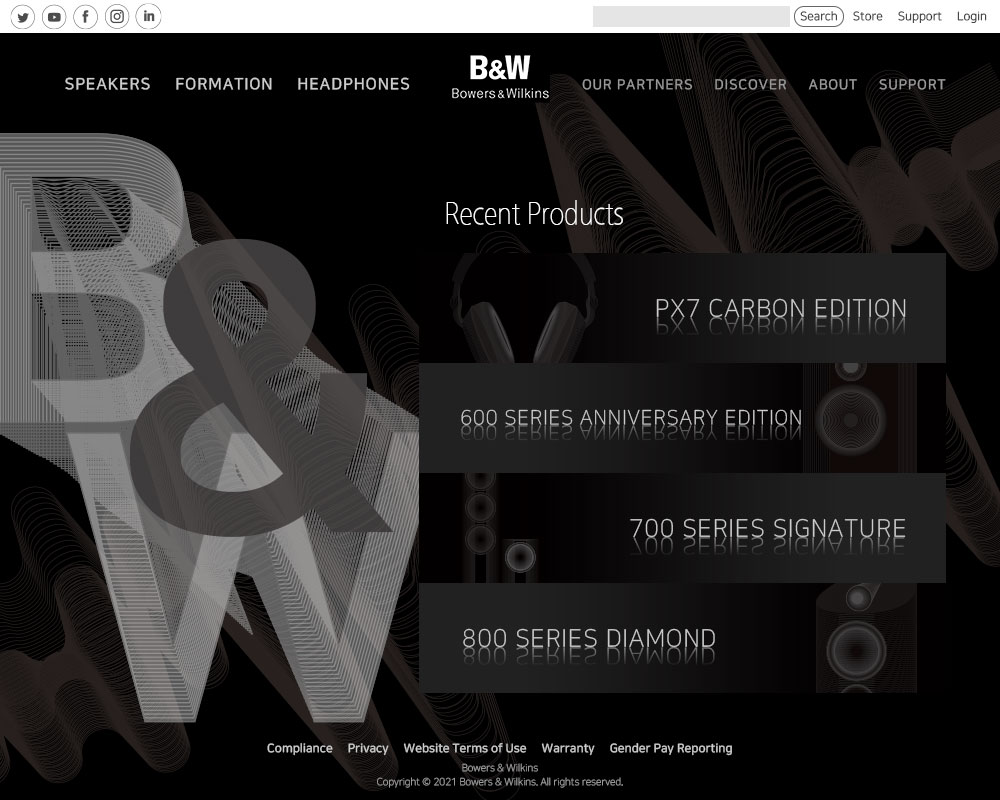 Search Store Support Login
SPEAKERS FORMATION HEADPHONES
B&W
Bowers & Wilkins
OUR PARTNERS DISCOVER ABOUT SUPPORT
B
&
W
Recent Products
PX7 CARBON EDITION
600 SERIES ANNIVERSARY EDITION
700 SERIES SIGNATURE
800 SERIES DIAMOND
Compliance Privacy Website Terms of Use Warranty Gender Pay Reporting
Bowers & Wilkins
Copyright © 2021 Bowers & Wilkins. All rights reserved.